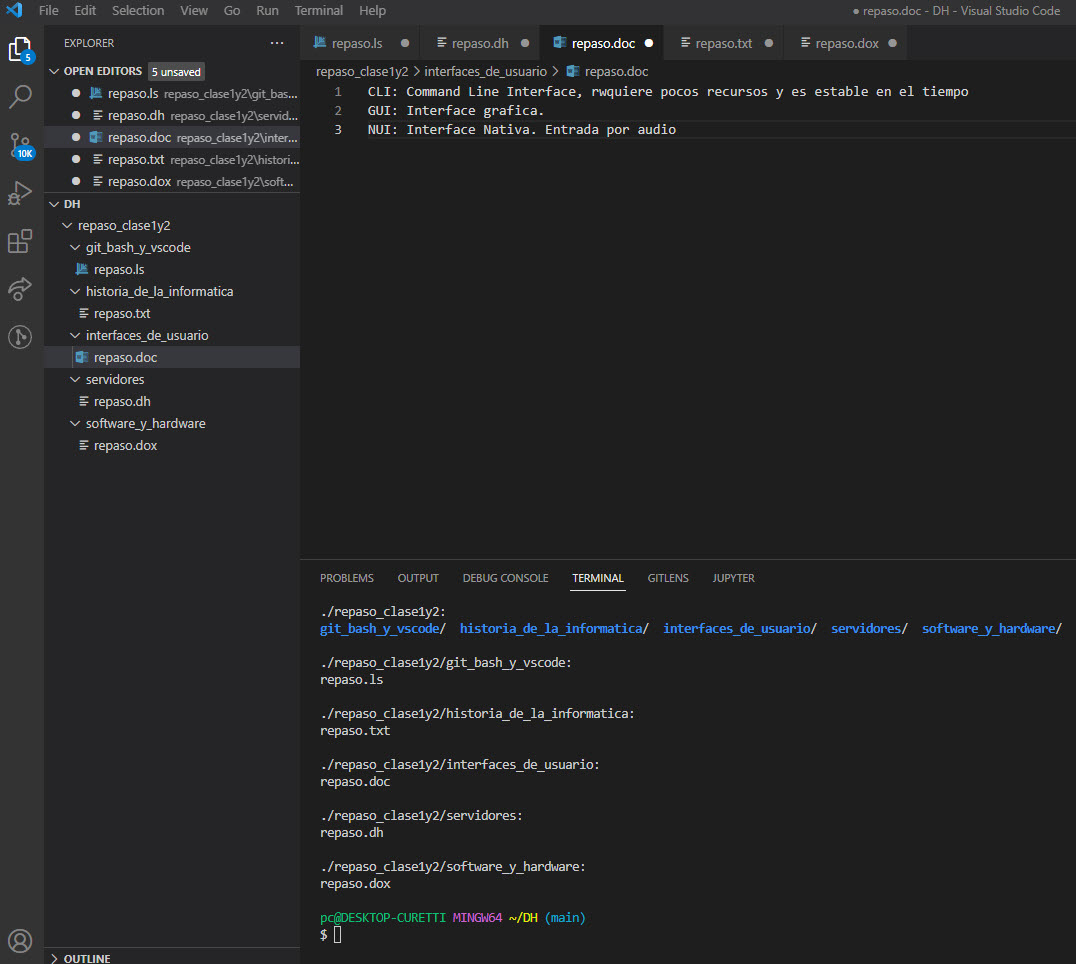 File Edit Selection View Go Run Terminal Help
● repaso.doc - DH - Visual Studio Code
5
10K
EXPLORER ...
OPEN EDITORS 5 unsaved
repaso.ls repaso_clase1y2\git_bas...
repaso.dh repaso_clase1y2\servid...
repaso.doc repaso_clase1y2\inter...
repaso.txt repaso_clase1y2\histori...
repaso.dox repaso_clase1y2\soft...
DH
repaso_clase1y2
git_bash_y_vscode
repaso.ls
historia_de_la_informatica
repaso.txt
interfaces_de_usuario
repaso.doc
servidores
repaso.dh
software_y_hardware
repaso.dox
OUTLINE
repaso.ls ● repaso.dh ● repaso.doc ● repaso.txt ● repaso.dox ●
repaso_clase1y2 > interfaces_de_usuario > repaso.doc
1 CLI: Command Line Interface, rwquiere pocos recursos y es estable en el tiempo
2 GUI: Interface grafica.
3 NUI: Interface Nativa. Entrada por audio
PROBLEMS OUTPUT DEBUG CONSOLE TERMINAL GITLENS JUPYTER
./repaso_clase1y2:
git_bash_y_vscode/ historia_de_la_informatica/ interfaces_de_usuario/ servidores/ software_y_hardware/
./repaso_clase1y2/git_bash_y_vscode:
repaso.ls
./repaso_clase1y2/historia_de_la_informatica:
repaso.txt
./repaso_clase1y2/interfaces_de_usuario:
repaso.doc
./repaso_clase1y2/servidores:
repaso.dh
./repaso_clase1y2/software_y_hardware:
repaso.dox
pc@DESKTOP-CURETTI MINGW64 ~/DH (main)
$